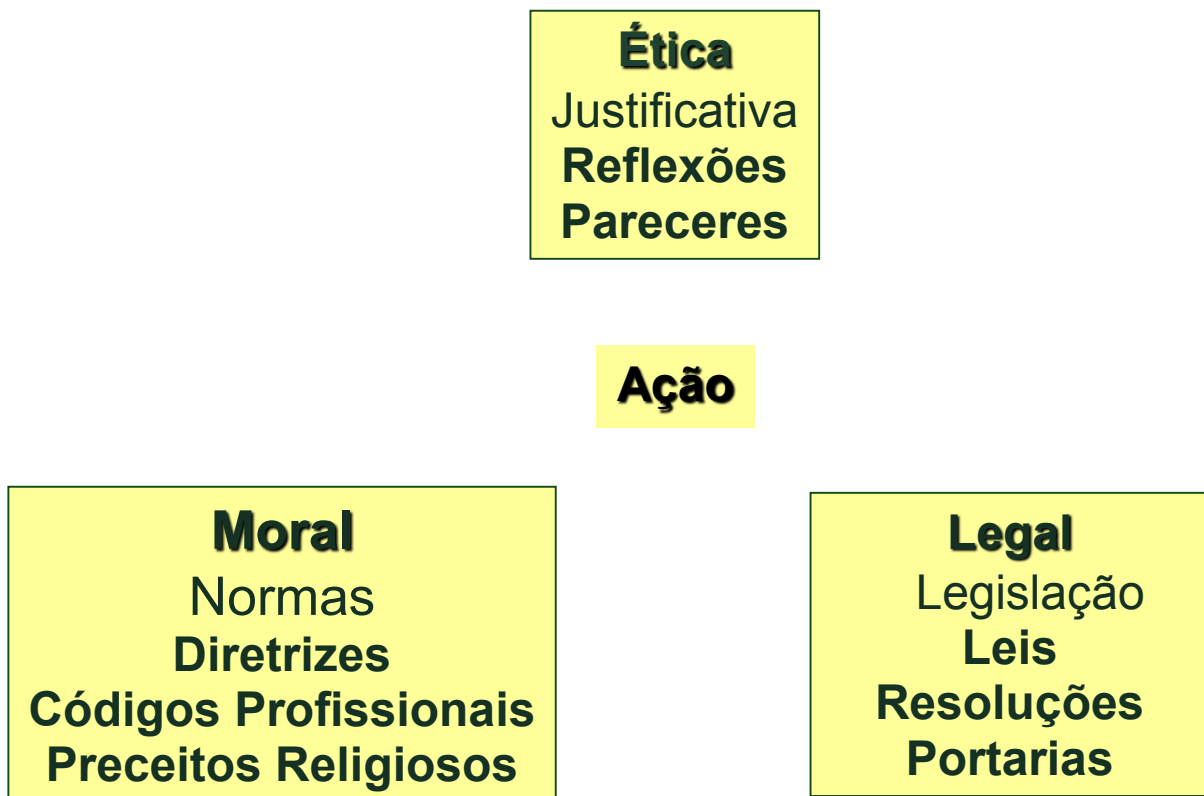 Ética
Justificativa
Reflexões
Pareceres
Ação
Moral
Normas
Diretrizes
Códigos Profissionais
Preceitos Religiosos
Legal
Legislação
Leis
Resoluções
Portarias